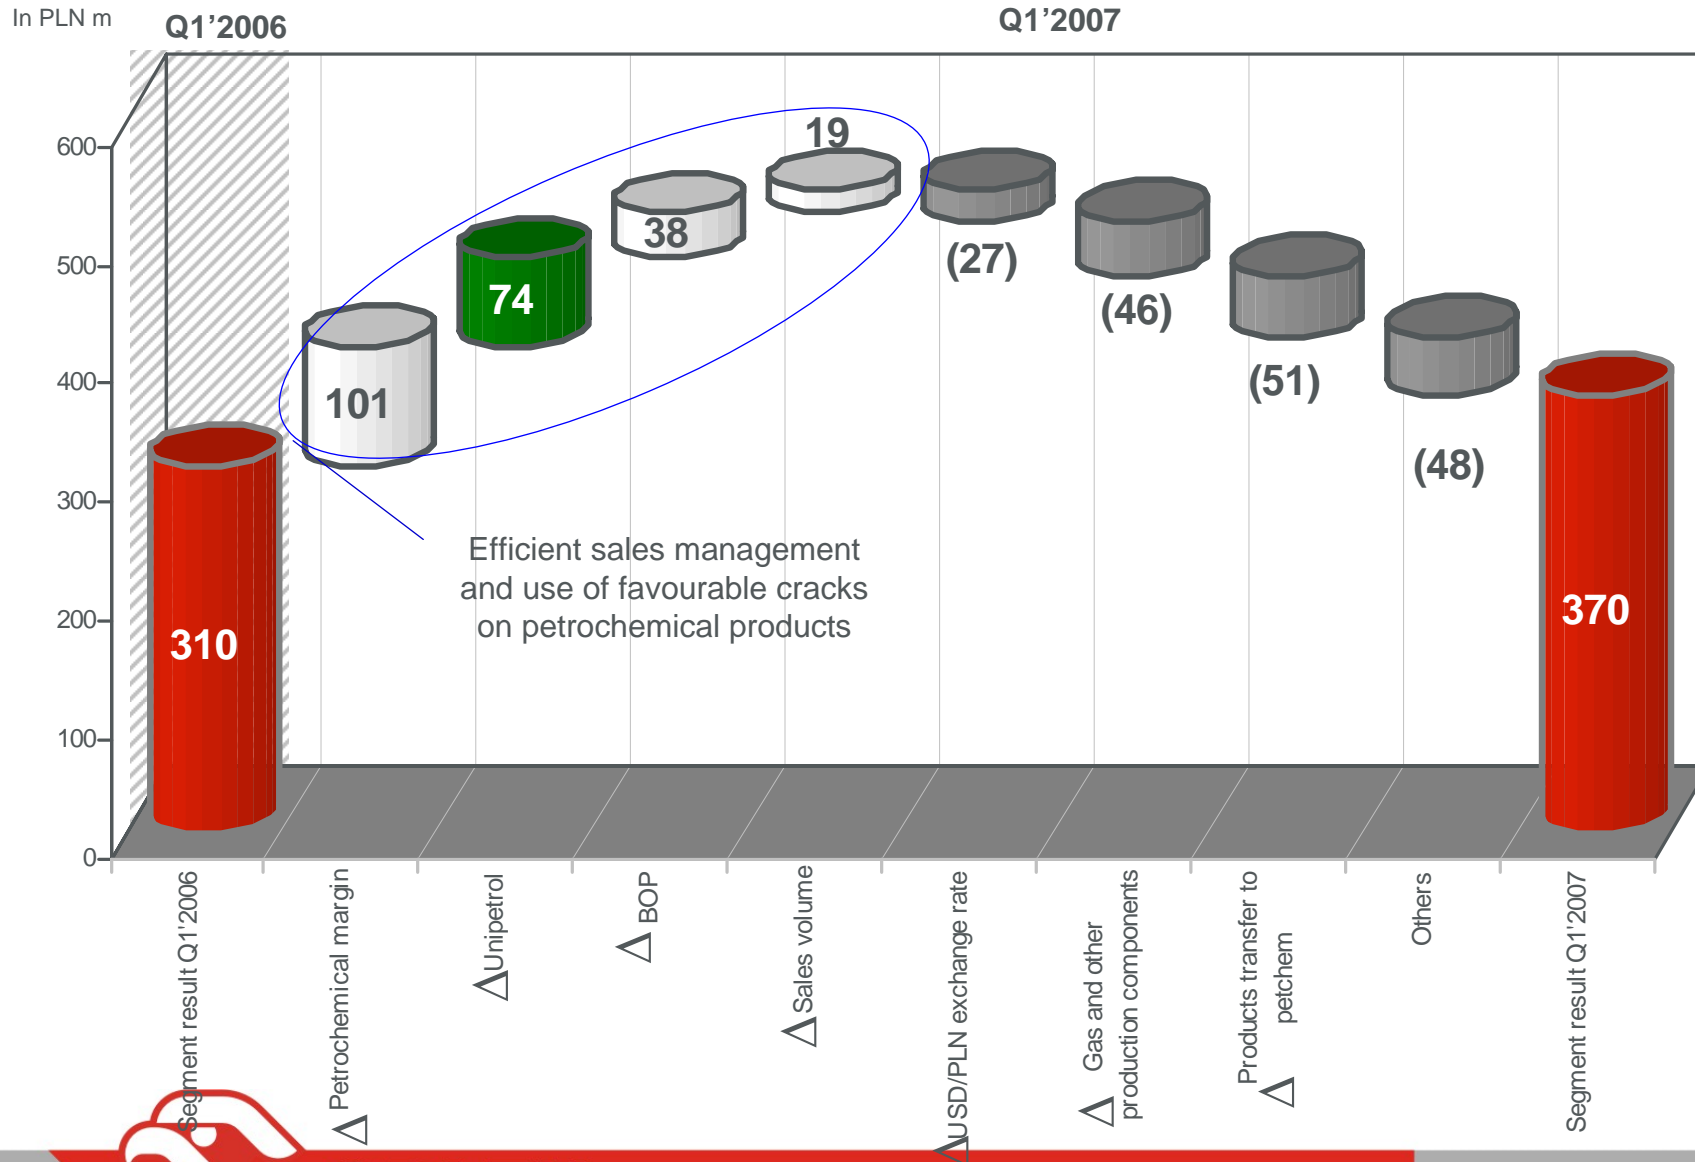 In PLN m
Q1’2006
Q1’2007
600
500
400
300
200
100
0
310
101
74
38
19
(27)
(46)
(51)
(48)
370
Efficient sales management
and use of favourable cracks
on petrochemical products
Segment result Q1'2006
△ Petrochemical margin
△ Unipetrol
△ BOP
△ Sales volume
△ USD/PLN exchange rate
△ Gas and other
production components
Products transfer to
△ petchem
Others
Segment result Q1'2007